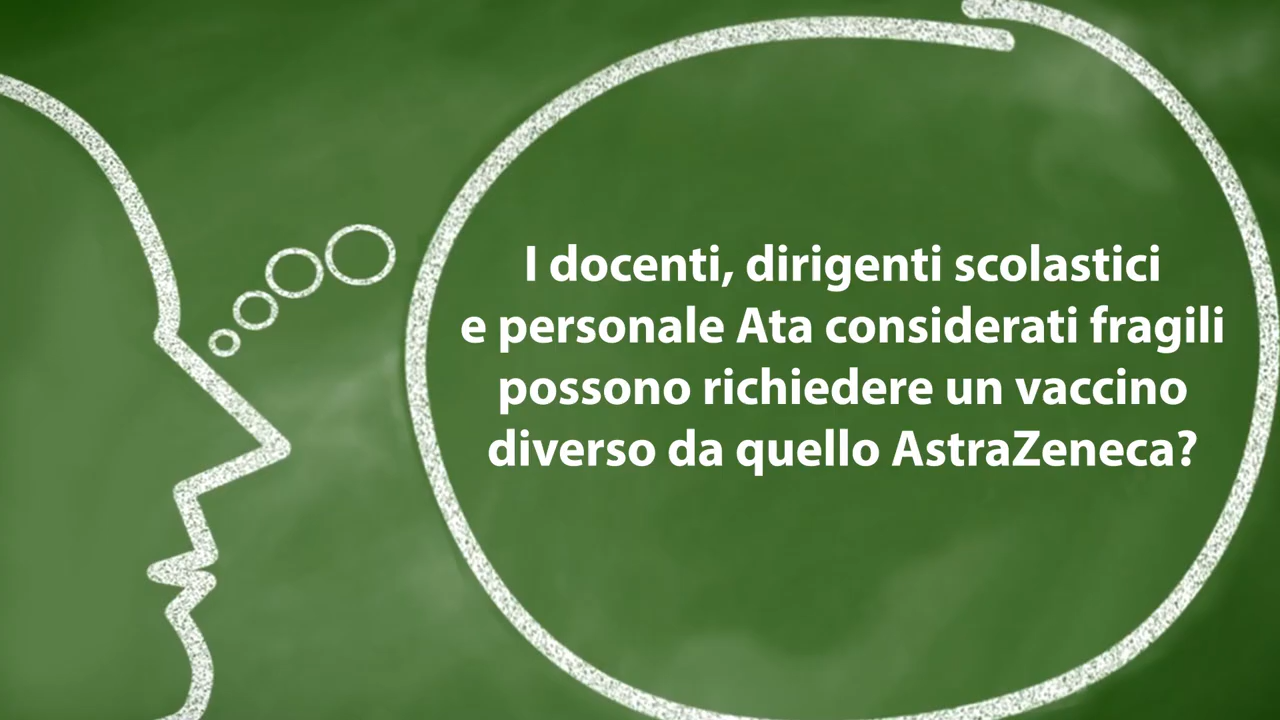 I docenti, dirigenti scolastici
e personale Ata considerati fragili
possono richiedere un vaccino
diverso da quello AstraZeneca?